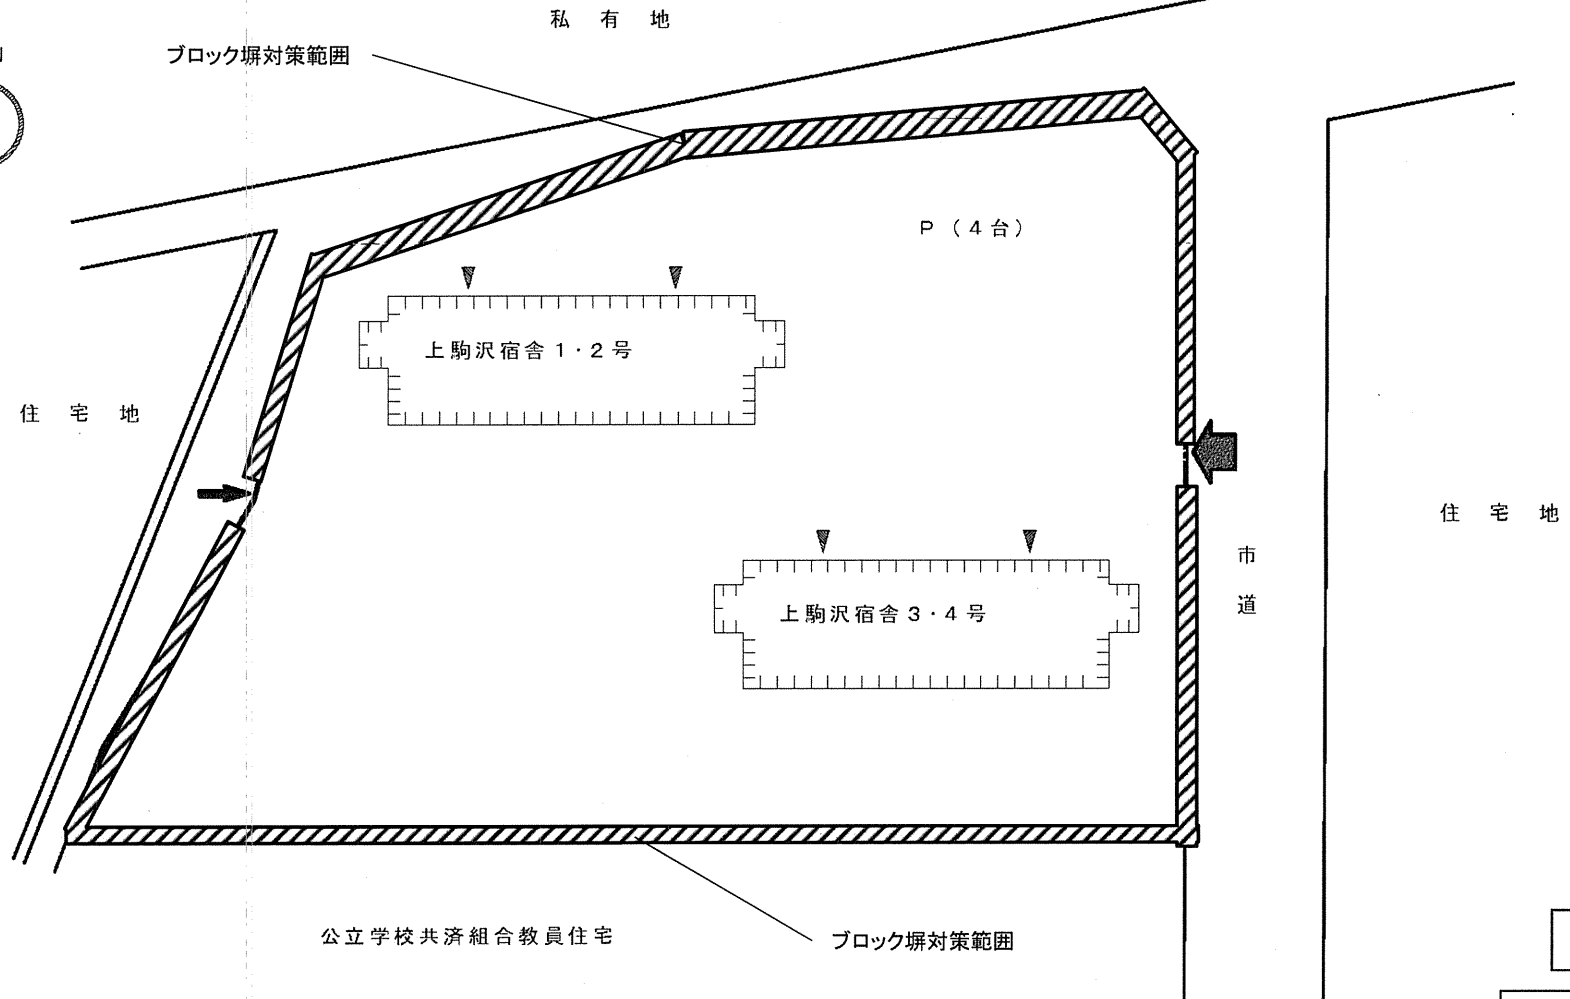 私有地
ブロック塀対策範囲
P（4台）
上駒沢宿舎1・2号
住宅地
住宅地
市道
上駒沢宿舎3・4号
公立学校共済組合教員住宅
ブロック塀対策範囲